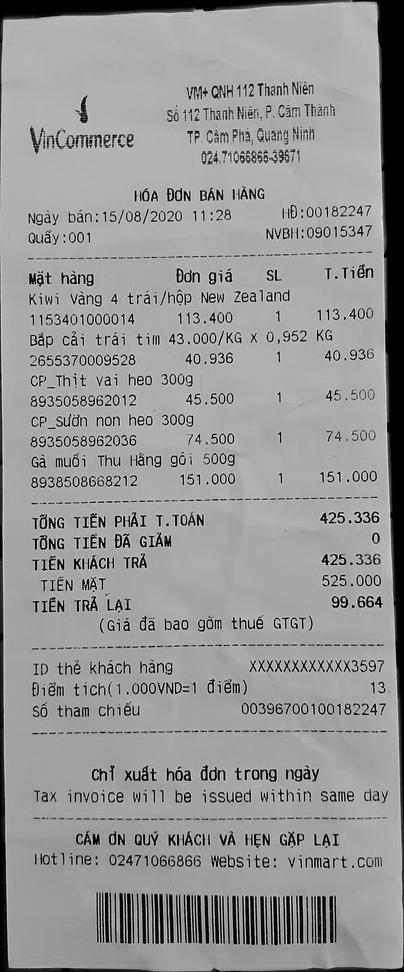 VinCommerce
VM+ QNH 112 Thanh Niên
Số 112 Thanh Niên, P. Cẩm Thành
TP. Cẩm Phả, Quảng Ninh
024.71066866-39671
HÓA ĐƠN BÁN HÀNG
Ngày bán:15/08/2020 11:28 HĐ:00182247
Quầy:001 NVBH:09015347
Mặt hàng Đơn giá SL T.Tiền
Kiwi Vàng 4 trái/hộp New Zealand
1153401000014 113.400 1 113.400
Bắp cải trái tim 43.000/KG X 0,952 KG
2655370009528 40.936 1 40.936
CP_Thịt vai heo 300g
8935058962012 45.500 1 45.500
CP_Sườn non heo 300g
8935058962036 74.500 1 74.500
Gà muối Thu Hằng gói 500g
8938508668212 151.000 1 151.000
TỔNG TIỀN PHẢI T.TOÁN 425.336
TỔNG TIỀN ĐÃ GIẢM 0
TIỀN KHÁCH TRẢ 425.336
TIỀN MẶT 525.000
TIỀN TRẢ LẠI 99.664
(Giá đã bao gồm thuế GTGT)
ID thẻ khách hàng XXXXXXXXXXXX3597
Điểm tích(1.000VND=1 điểm) 13
Số tham chiếu 00396700100182247
Chỉ xuất hóa đơn trong ngày
Tax invoice will be issued within same day
CẢM ƠN QUÝ KHÁCH VÀ HẸN GẶP LẠI
Hotline: 02471066866 Website: vinmart.com